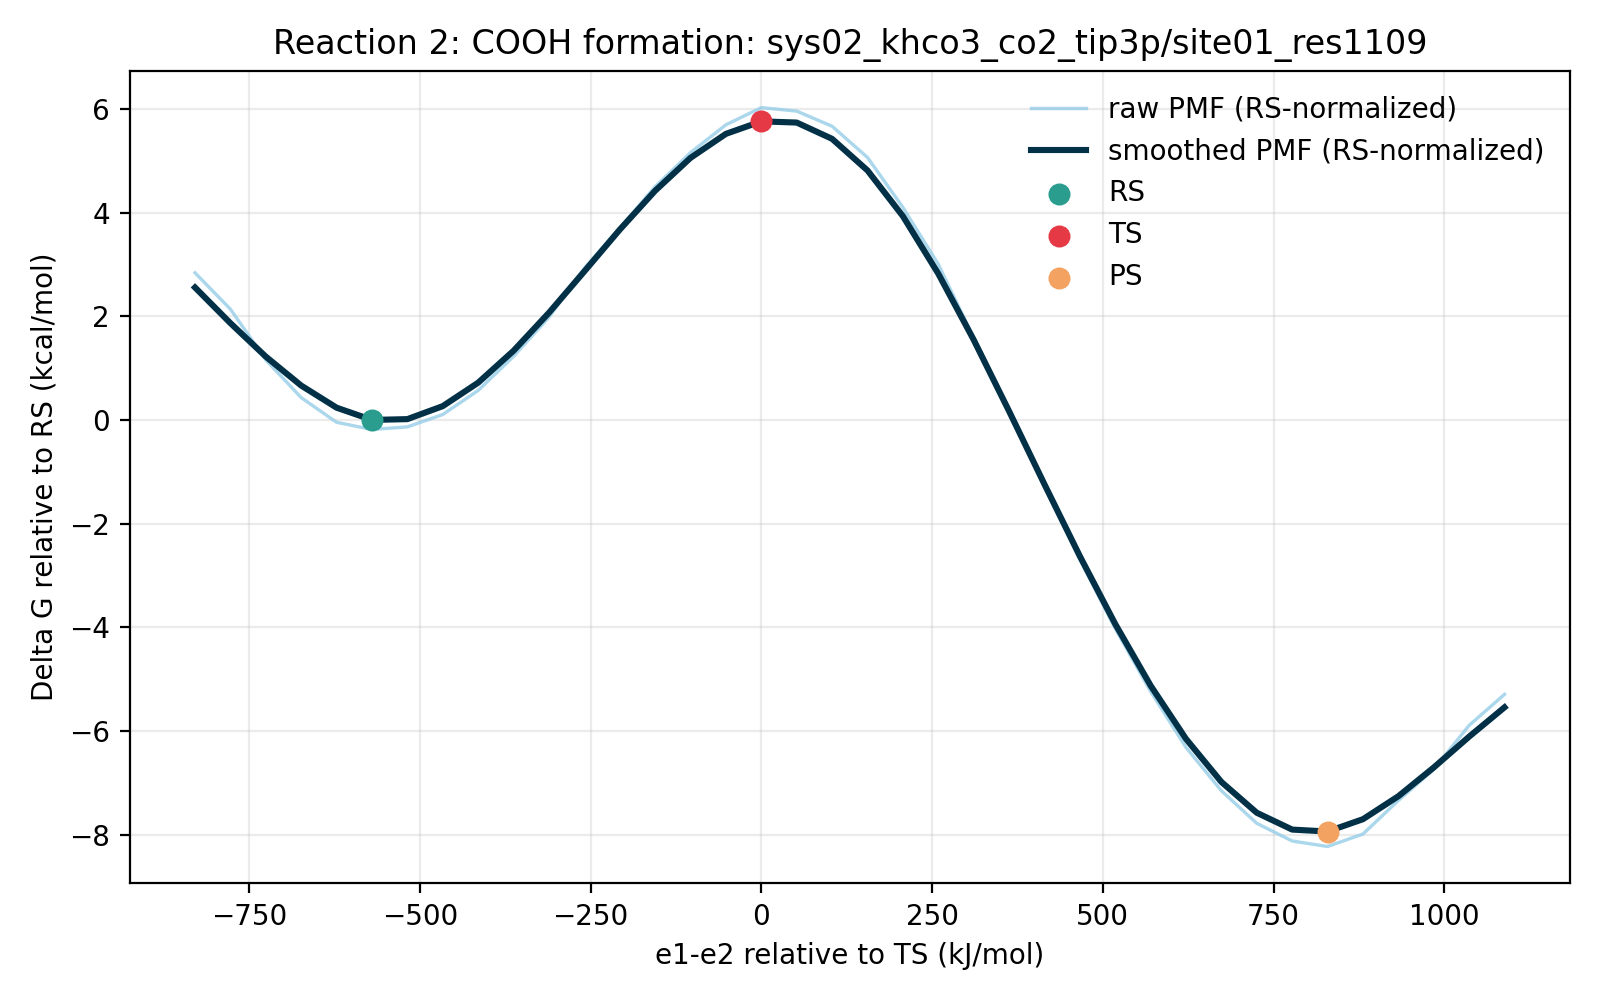 Reaction 2: COOH formation: sys02_khco3_co2_tip3p/site01_res1109
raw PMF (RS-normalized)
smoothed PMF (RS-normalized)
RS
TS
PS
Delta G relative to RS (kcal/mol)
6
4
2
0
−2
−4
−6
−8
−750
−500
−250
0
250
500
750
1000
e1-e2 relative to TS (kJ/mol)